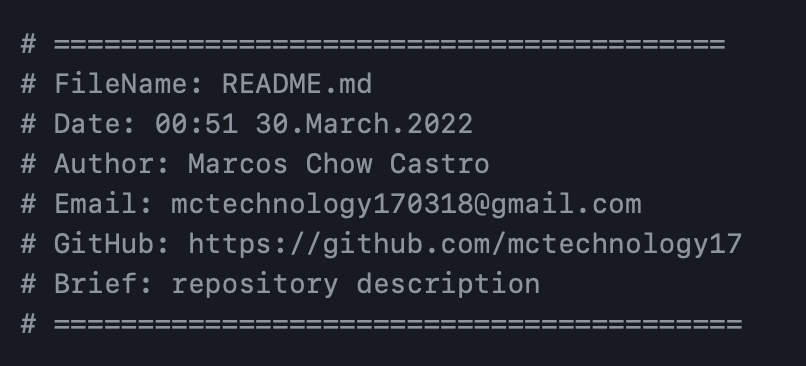 # ========================================
# FileName: README.md
# Date: 00:51 30.March.2022
# Author: Marcos Chow Castro
# Email: mctechnology170318@gmail.com
# GitHub: https://github.com/mctechnology17
# Brief: repository description
# =========================================